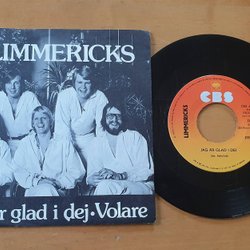 LIMMERICKS
r glad i dej • Volare
CBS
LIMMERICKS
JAG ÄR GLAD I DEJ